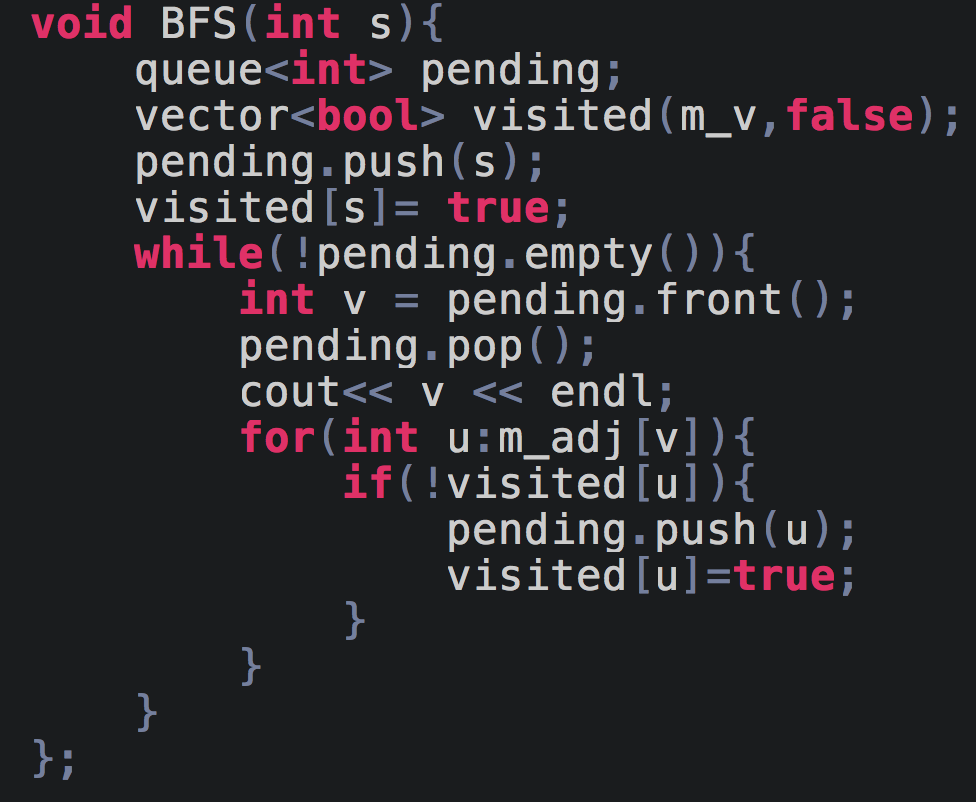 void BFS(int s){
    queue<int> pending;
    vector<bool> visited(m_v,false);
    pending.push(s);
    visited[s]= true;
    while(!pending.empty()){
        int v = pending.front();
        pending.pop();
        cout<< v << endl;
        for(int u:m_adj[v]){
            if(!visited[u]){
                pending.push(u);
                visited[u]=true;
            }
        }
    }
};